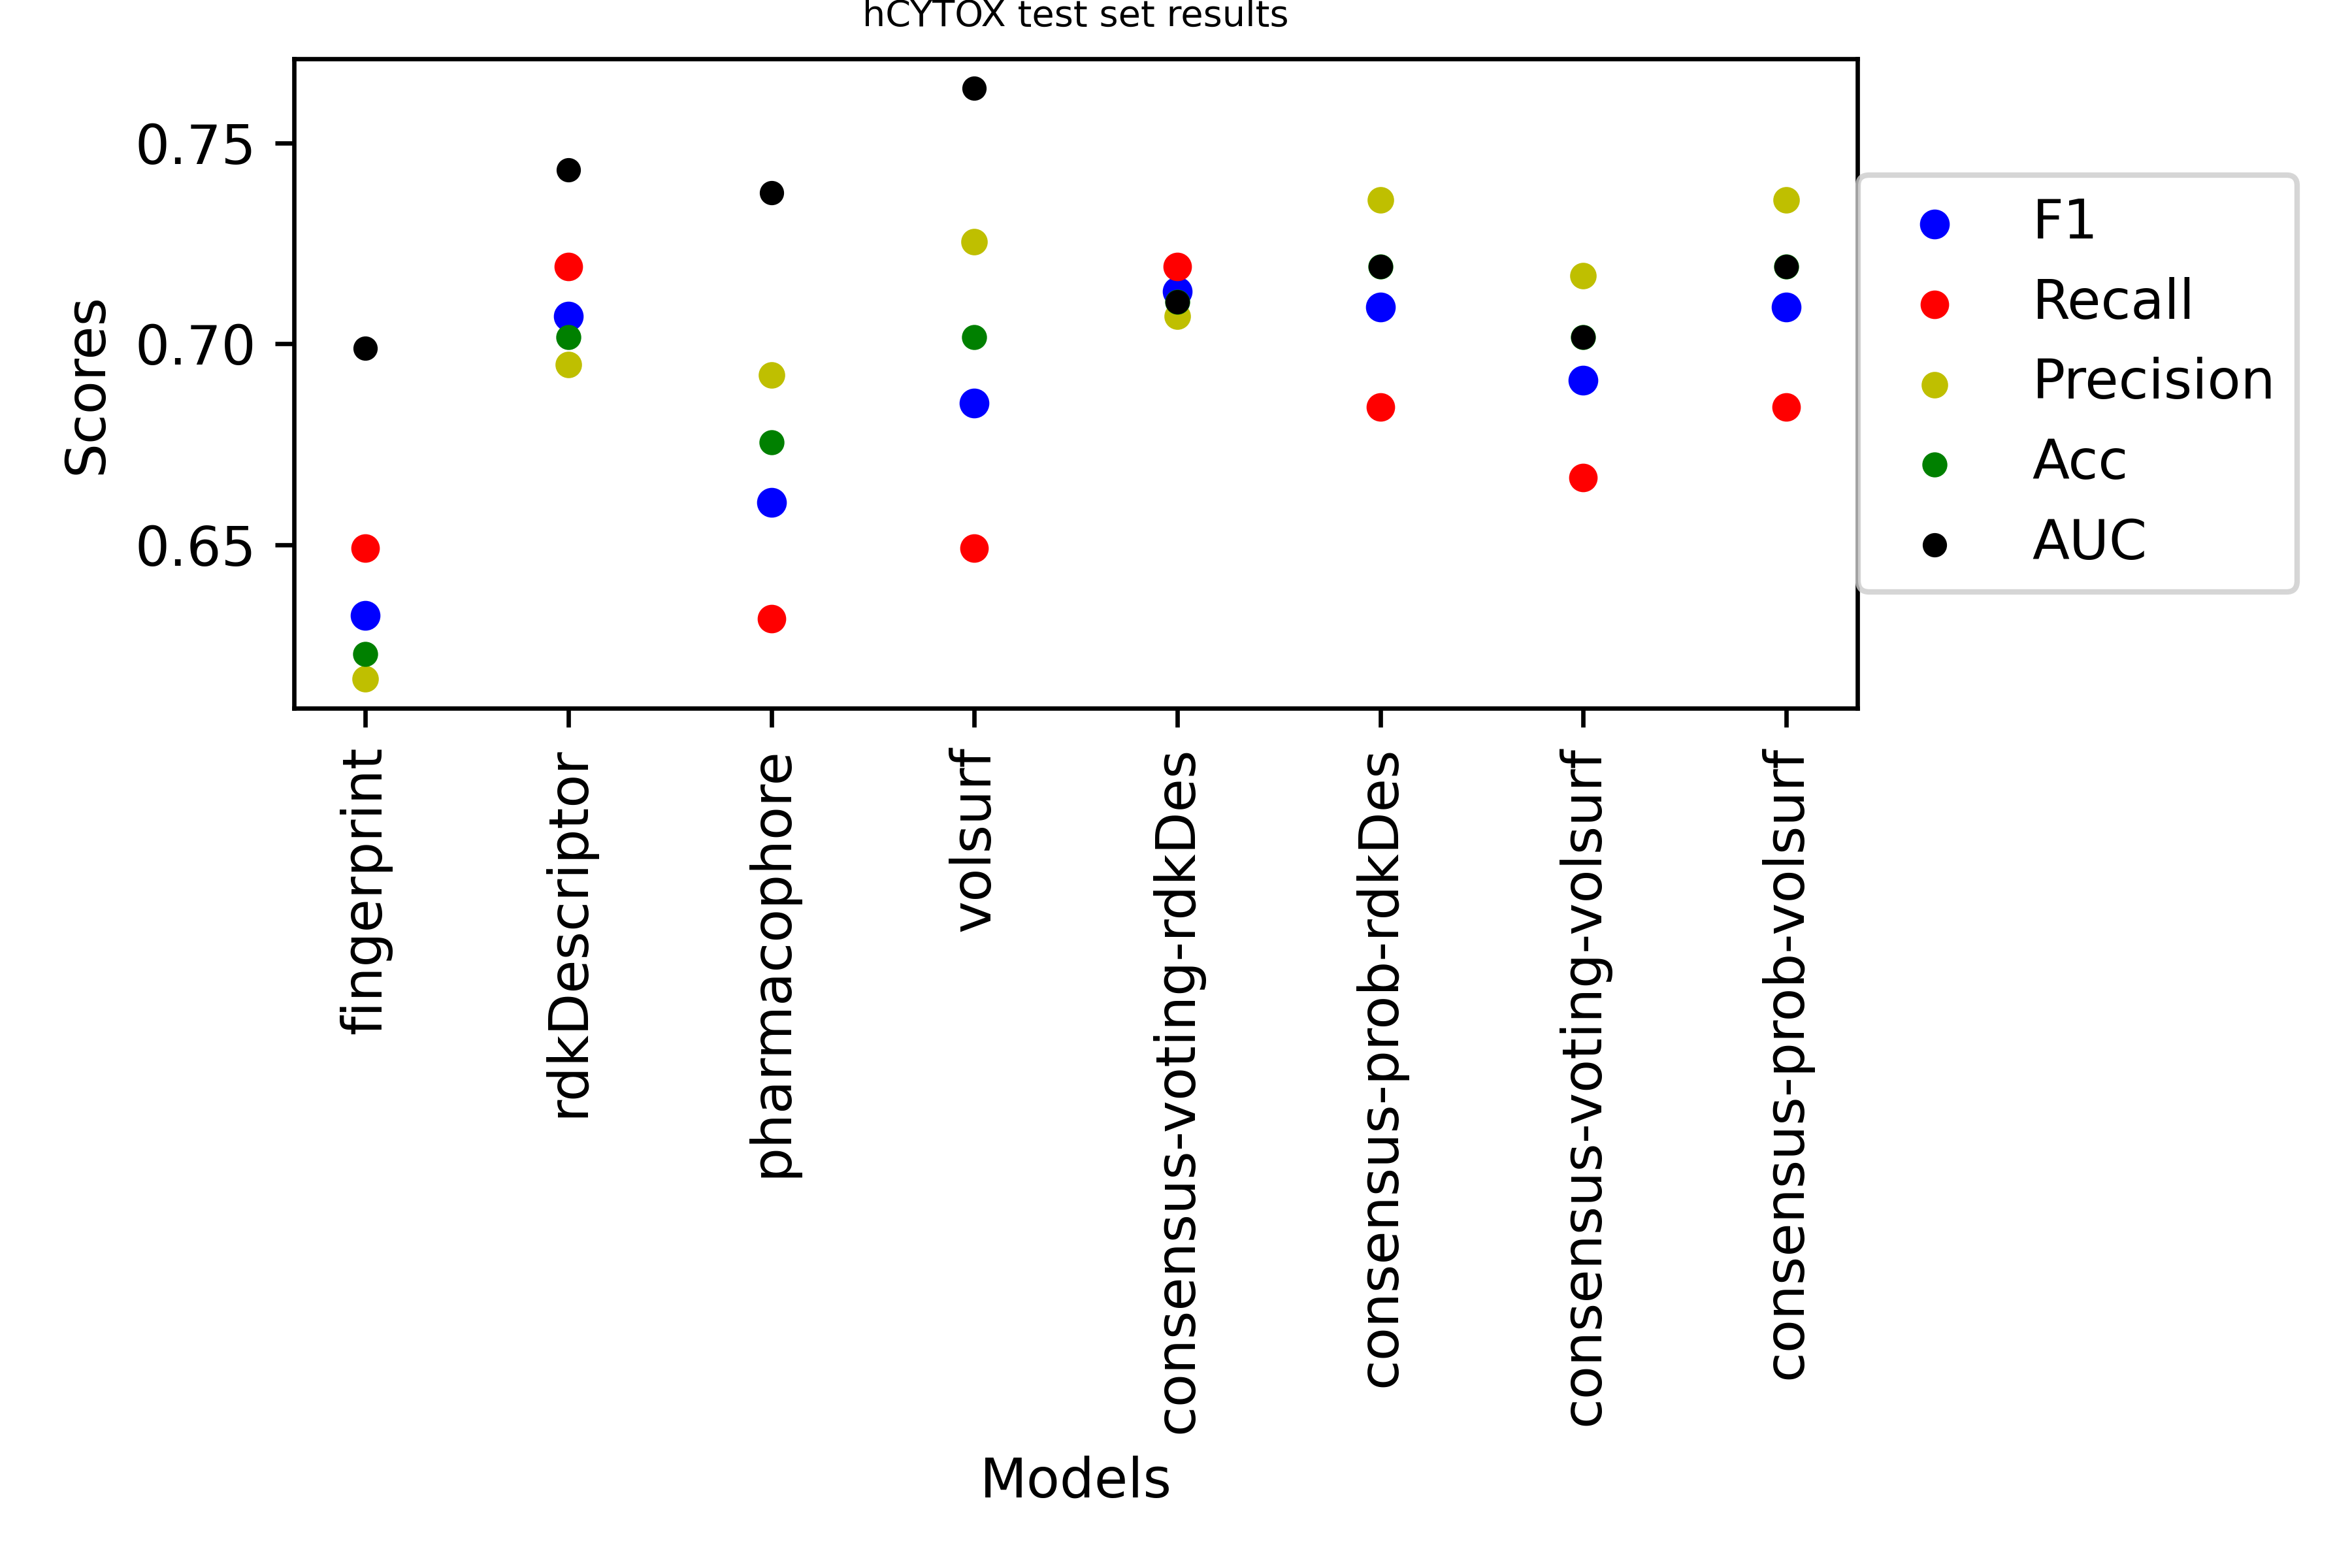 hCYTOX test set results
0.75
0.70
0.65
Scores
F1
Recall
Precision
Acc
AUC
fingerprint
rdkDescriptor
pharmacophore
volsurf
consensus-voting-rdkDes
consensus-prob-rdkDes
consensus-voting-volsurf
consensus-prob-volsurf
Models